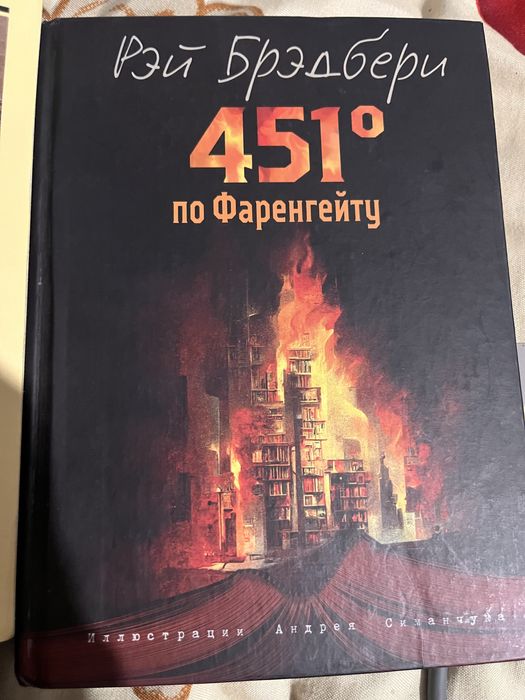 Рэй Брэдбери
451°
по Фаренгейту
Иллюстрации Андрея Симанчука